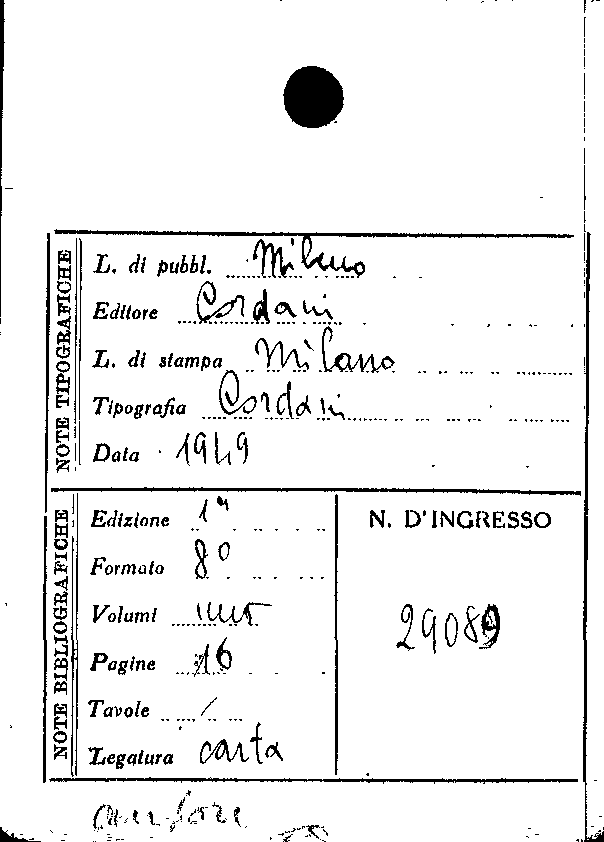 NOTE TIPOGRAFICHE
L. di pubbl. Milano
Editore Cordani
L. di stampa Milano
Tipografia Cordani
Data 1949
NOTE BIBLIOGRAFICHE
Edizione 1ª
Formato 8º
Volumi uno
Pagine 16
Tavole /
Legatura carta
N. D'INGRESSO
29089